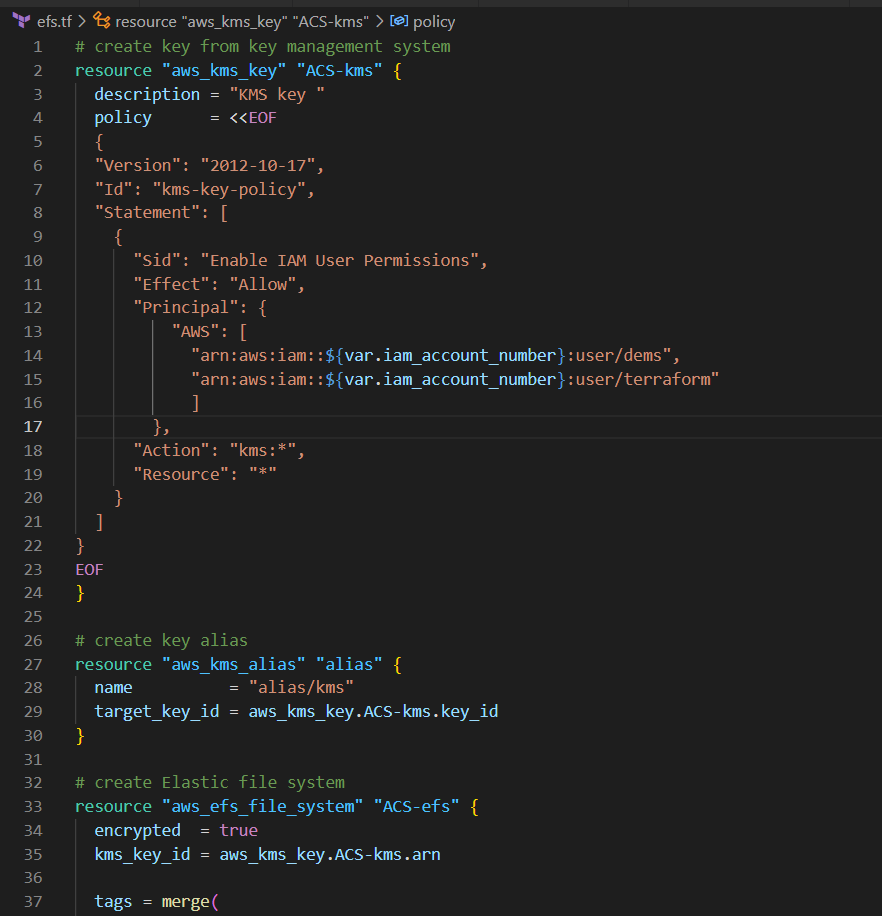 efs.tf > resource "aws_kms_key" "ACS-kms" > policy
1 # create key from key management system
2 resource "aws_kms_key" "ACS-kms" {
3   description = "KMS key "
4   policy      = <<EOF
5   {
6   "Version": "2012-10-17",
7   "Id": "kms-key-policy",
8   "Statement": [
9     {
10       "Sid": "Enable IAM User Permissions",
11       "Effect": "Allow",
12       "Principal": {
13           "AWS": [
14             "arn:aws:iam::${var.iam_account_number}:user/dems",
15             "arn:aws:iam::${var.iam_account_number}:user/terraform"
16             ]
17         },
18       "Action": "kms:*",
19       "Resource": "*"
20     }
21   ]
22 }
23 EOF
24 }
25
26 # create key alias
27 resource "aws_kms_alias" "alias" {
28   name          = "alias/kms"
29   target_key_id = aws_kms_key.ACS-kms.key_id
30 }
31
32 # create Elastic file system
33 resource "aws_efs_file_system" "ACS-efs" {
34   encrypted  = true
35   kms_key_id = aws_kms_key.ACS-kms.arn
36
37   tags = merge(